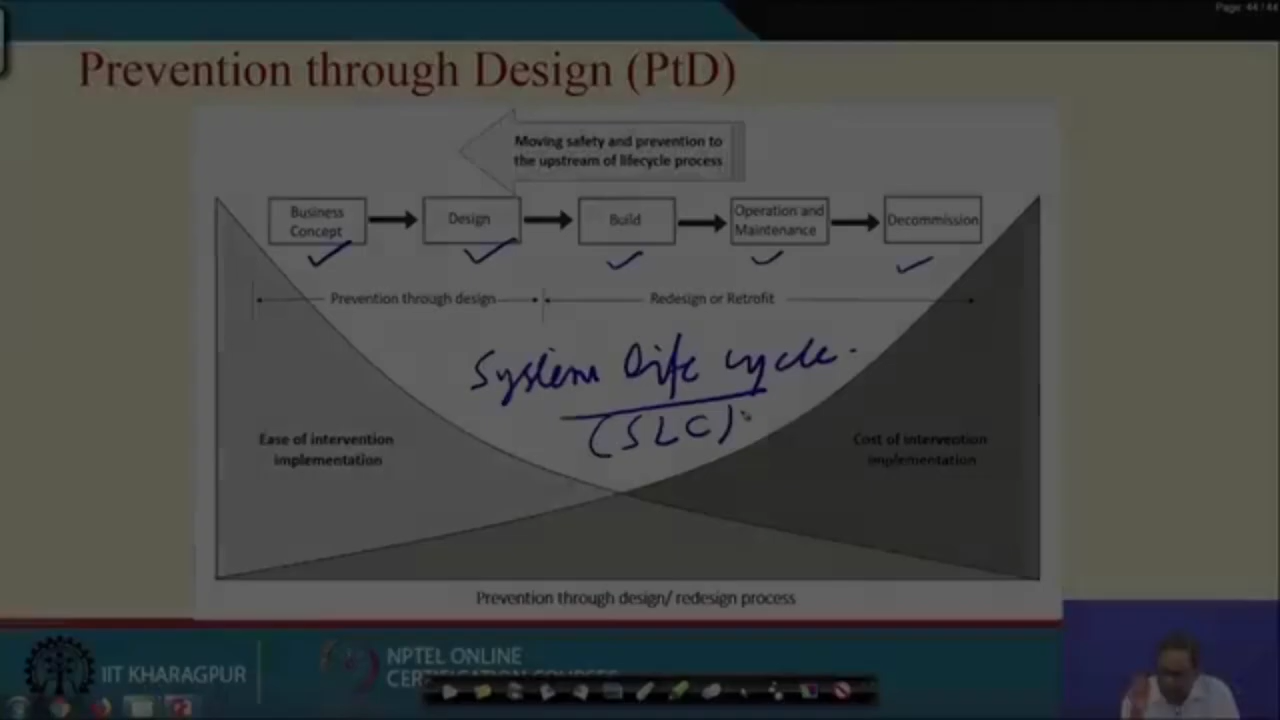 Page: 44 / 44
Prevention through Design (PtD)
Moving safety and prevention to
the upstream of lifecycle process
Business
Concept
Design
Build
Operation and
Maintenance
Decommission
Prevention through design
Redesign or Retrofit
System life cycle.
(SLC)
Ease of intervention
implementation
Cost of intervention
implementation
Prevention through design/ redesign process
IIT KHARAGPUR
NPTEL ONLINE
CERTIFICATION COURSES